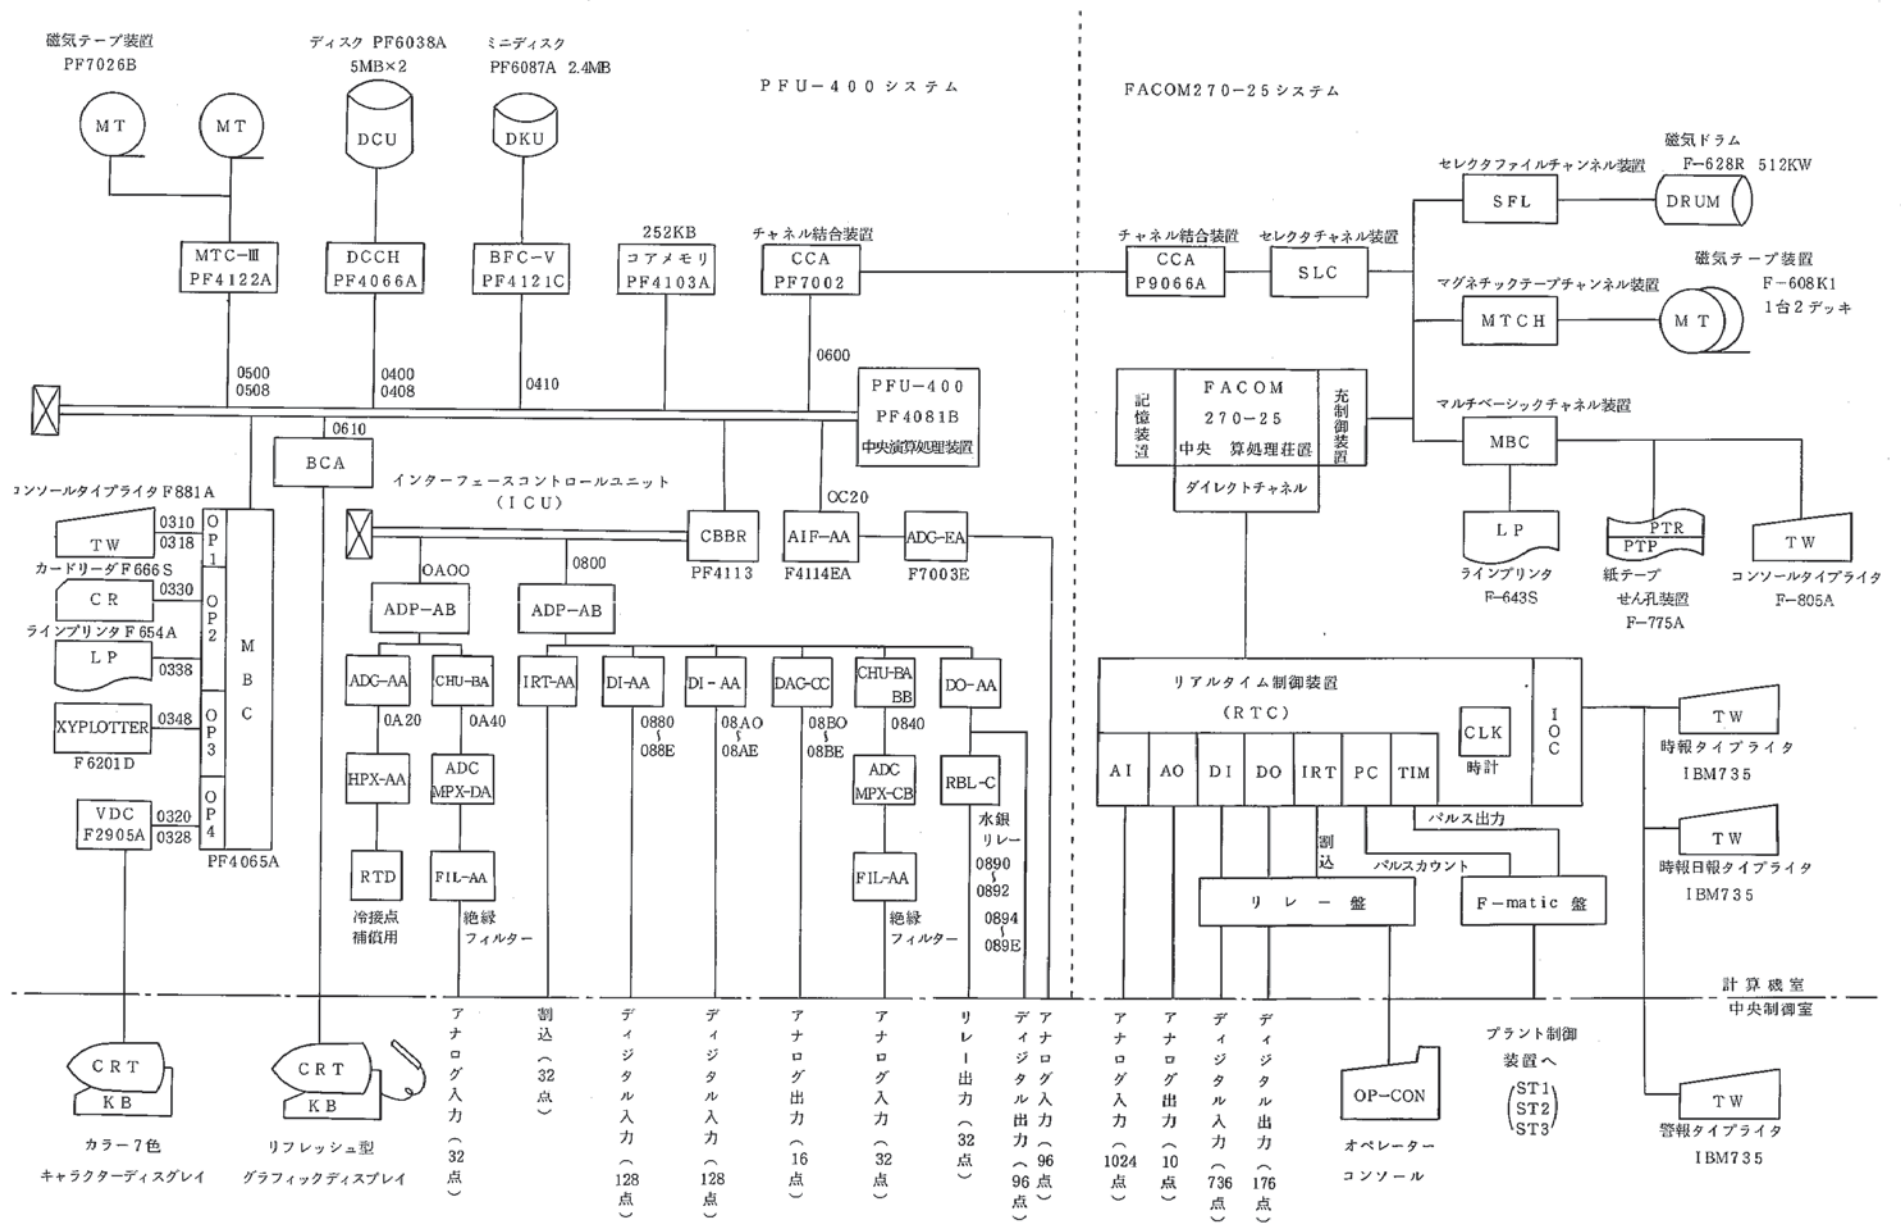 磁気テープ装置
PF7026B
MT
MT
ディスク PF6038A
5MB×2
DCU
ミニディスク
PF6087A 2.4MB
DKU
PFU-400システム
MTC-Ⅲ
PF4122A
DCCH
PF4066A
BFC-V
PF4121C
252KB
コアメモリ
PF4103A
チャネル結合装置
CCA
PF7002
0500
0508
0400
0408
0410
0600
PFU-400
PF4081B
中央演算処理装置
0610
BCA
インターフェースコントロールユニット
(ICU)
CBBR
PF4113
OC20
AIF-AA
F4114EA
ADG-EA
F7003E
コンソールタイプライタF881A
TW
0310
0318
カードリーダF666S
CR
0330
ラインプリンタF654A
LP
0338
XYPLOTTER
0348
F6201D
VDC
F2905A
0320
0328
OP1
OP2
OP3
OP4
MBC
PF4065A
0A00
ADP-AB
0800
ADP-AB
ADG-AA
CHU-BA
IRT-AA
DI-AA
DI-AA
DAG-CC
CHU-BA
BB
DO-AA
0A20
0A40
0880
〜
088E
08A0
〜
08AE
08B0
〜
08BE
0840
HPX-AA
ADC
MPX-DA
ADC
MPX-CB
RBL-C
水銀
リレー
0890
〜
0892
0894
〜
089E
RTD
冷接点
補償用
FIL-AA
絶縁
フィルター
FIL-AA
絶縁
フィルター
CRT
KB
カラー7色
キャラクターディスグレイ
CRT
KB
リフレッシュ型
グラフィックディスプレイ
アナログ入力(32点)
割込(32点)
ディジタル入力(128点)
ディジタル入力(128点)
アナログ出力(16点)
アナログ入力(32点)
リレー出力(32点)
ディジタル出力(96点)
アナログ入力(96点)
FACOM270-25システム
チャネル結合装置
CCA
P9066A
セレクタチャネル装置
SLC
セレクタファイルチャンネル装置
SFL
磁気ドラム
F-628R 512KW
DRUM
マグネチックテープチャンネル装置
MTCH
磁気テープ装置
F-608K1
1台2デッキ
MT
記憶装置
FACOM
270-25
中央 算処理荘置
充制御装置
ダイレクトチャンネル
マルチベーシックチャネル装置
MBC
LP
ラインプリンタ
F-643S
PTR
PTP
紙テープ
せん孔装置
F-775A
TW
コンソールタイプライタ
F-805A
リアルタイム制御装置
(RTC)
CLK
時計
IOC
AI
AO
DI
DO
IRT
PC
TIM
パルス出力
割込
パルスカウント
リレー盤
F-matic 盤
TW
時報タイプライタ
IBM735
TW
時報日報タイプライタ
IBM735
計算機室
中央制御室
アナログ入力(1024点)
アナログ出力(10点)
ディジタル入力(736点)
ディジタル出力(176点)
OP-CON
オペレーター
コンソール
プラント制御
装置へ
(ST1
ST2
ST3)
TW
警報タイプライタ
IBM735